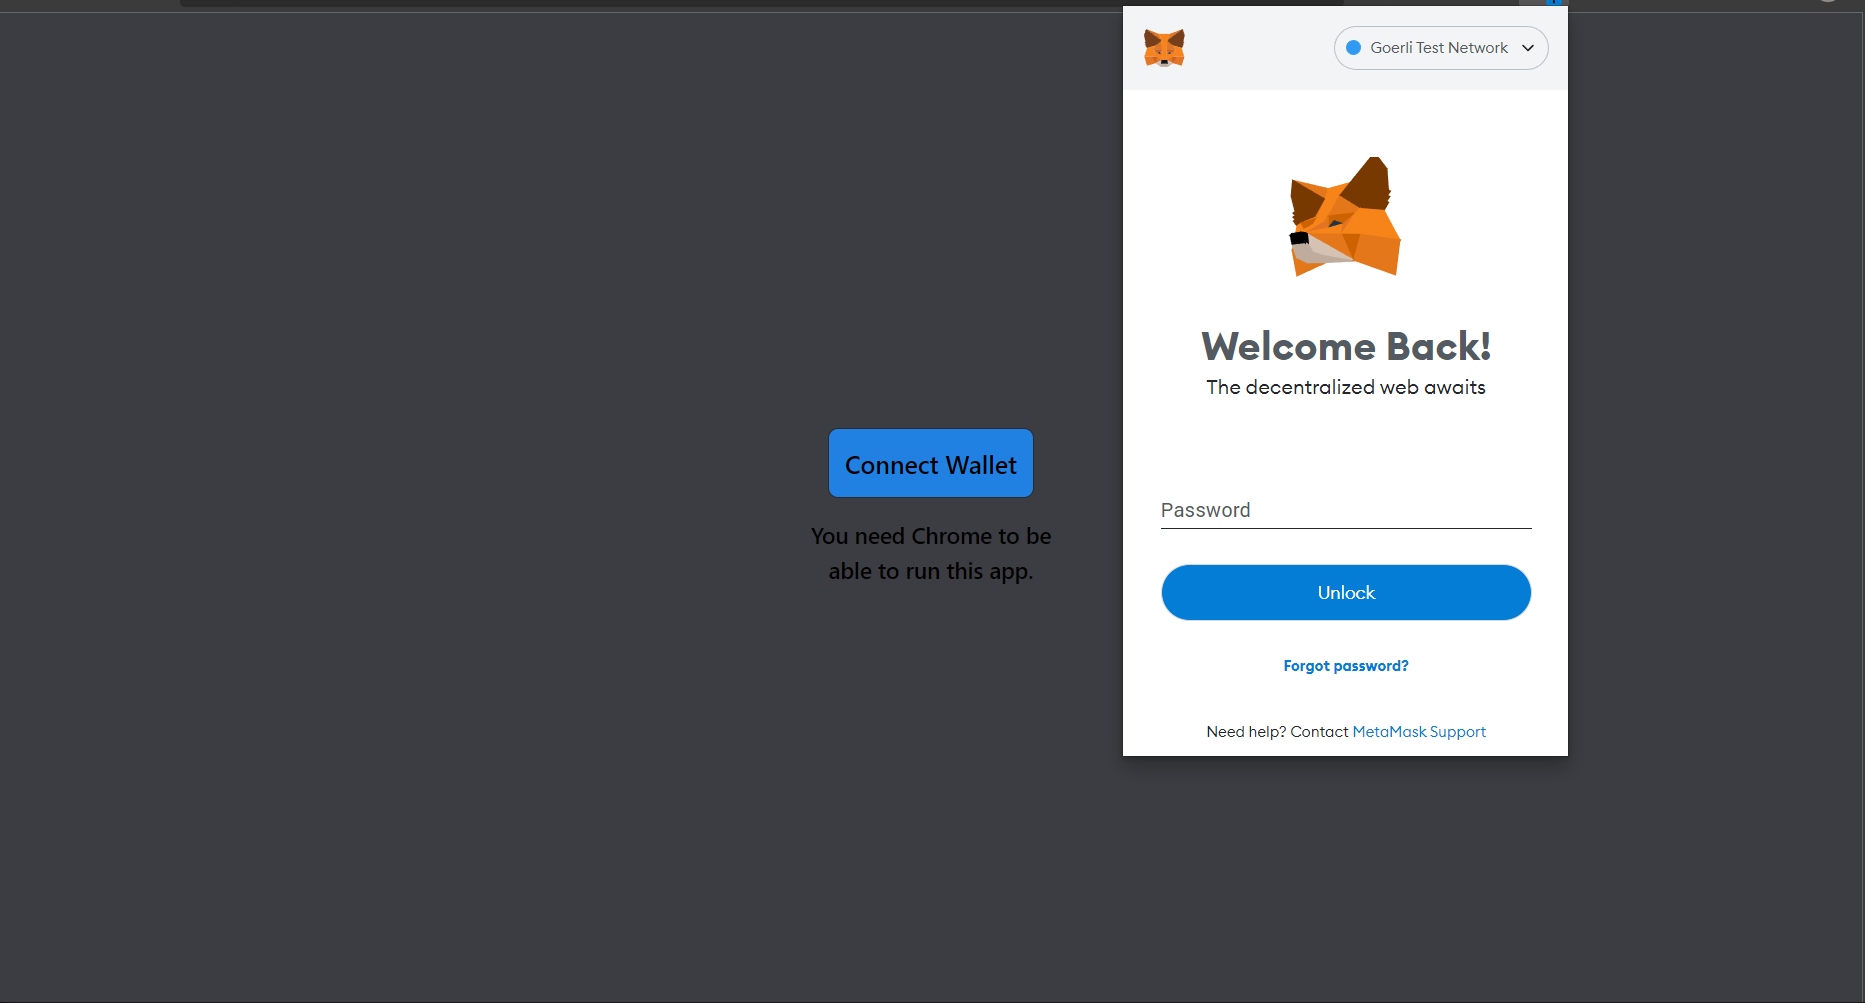 Goerli Test Network
Welcome Back!
The decentralized web awaits
Connect Wallet
You need Chrome to be
able to run this app.
Password
Unlock
Forgot password?
Need help? Contact MetaMask Support